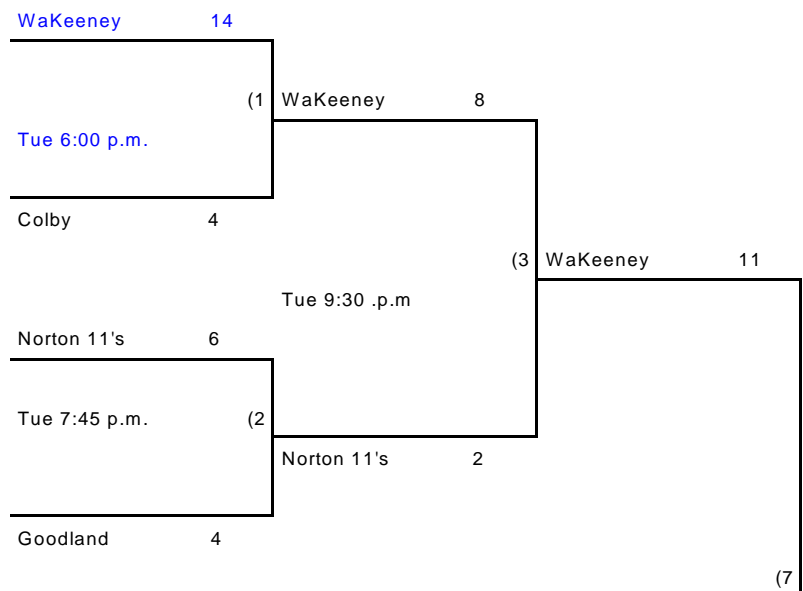 WaKeeney 14
(1 WaKeeney 8
Tue 6:00 p.m.
Colby 4
(3 WaKeeney 11
Tue 9:30 .p.m
Norton 11's 6
Tue 7:45 p.m. (2
Norton 11's 2
Goodland 4
(7